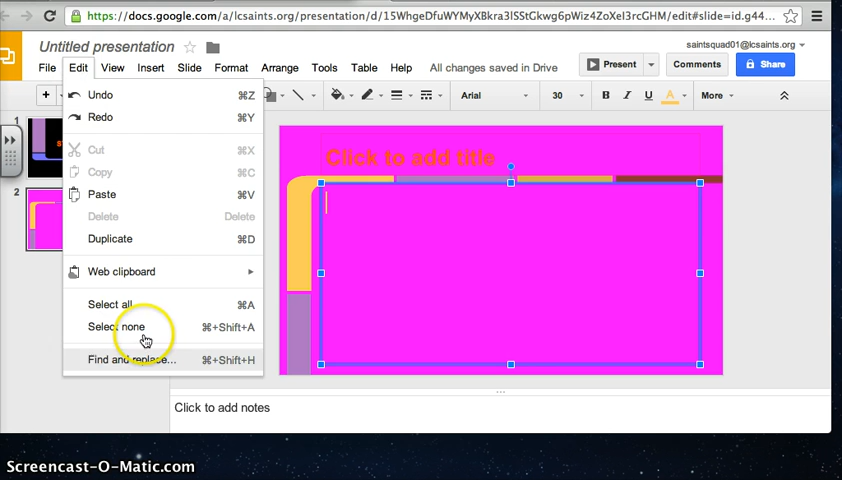 https://docs.google.com/a/lcsaints.org/presentation/d/15WhgeDfuWYMyXBkra3lSStGkwg6pWiz4ZoXeI3rcGHM/edit#slide=id.g44...
Untitled presentation
saintsquad01@lcsaints.org
File Edit View Insert Slide Format Arrange Tools Table Help All changes saved in Drive
Present Comments Share
Arial 30 B I U A More
Undo ⌘Z
Redo ⌘Y
Cut ⌘X
Copy ⌘C
Paste ⌘V
Delete Delete
Duplicate ⌘D
Web clipboard
Select all ⌘A
Select none ⌘+Shift+A
Find and replace... ⌘+Shift+H
1
2
Click to add title
Click to add notes
Screencast-O-Matic.com